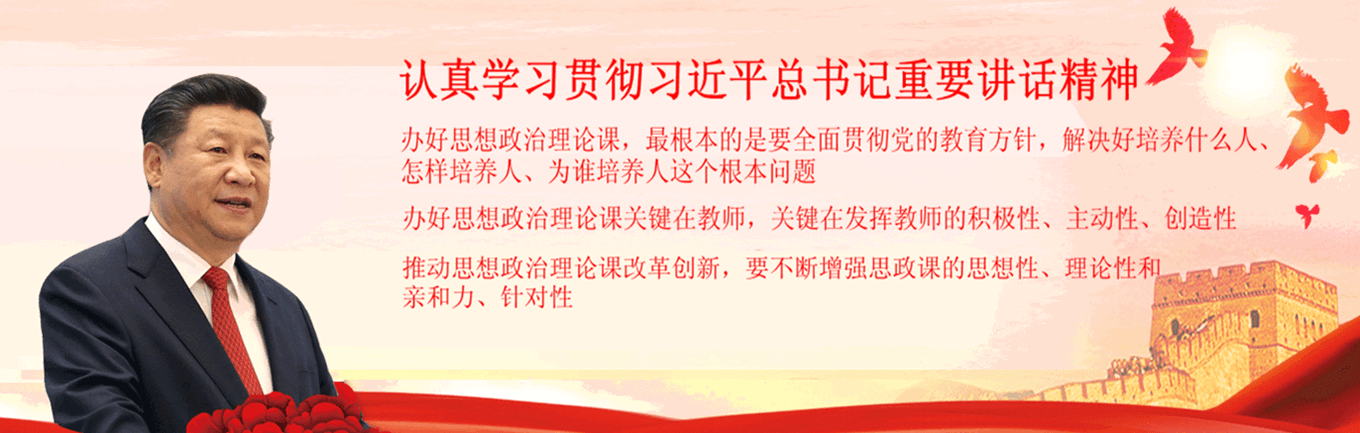 认真学习贯彻习近平总书记重要讲话精神
办好思想政治理论课，最根本的是要全面贯彻党的教育方针，解决好培养什么人、
怎样培养人、为谁培养人这个根本问题
办好思想政治理论课关键在教师，关键在发挥教师的积极性、主动性、创造性
推动思想政治理论课改革创新，要不断增强思政课的思想性、理论性和
亲和力、针对性